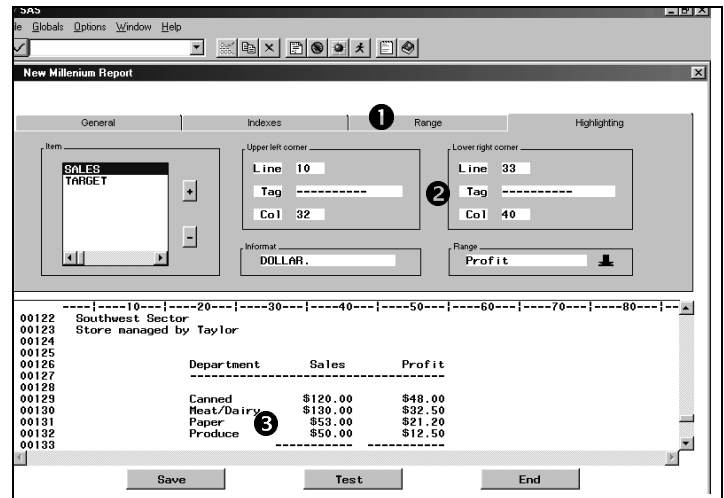 SAS
le Globals Options Window Help
New Millenium Report
General Indexes ❶ Range Highlighting
Item
SALES
TARGET
+
-
Upper left corner
Line 10
Tag ----------
Col 32
❷
Lower right corner
Line 33
Tag ----------
Col 40
Informat
DOLLAR.
Range
Profit
----|----10---|----20---|----30---|----40---|----50---|----60---|----70---|----80---|--
00122 Southwest Sector
00123 Store managed by Taylor
00124
00125
00126 Department Sales Profit
00127 ------------------------------------
00128
00129 Canned $120.00 $48.00
00130 Meat/Dairy $130.00 $32.50
00131 Paper ❸ $53.00 $21.20
00132 Produce $50.00 $12.50
00133 ----------- -----------
Save Test End